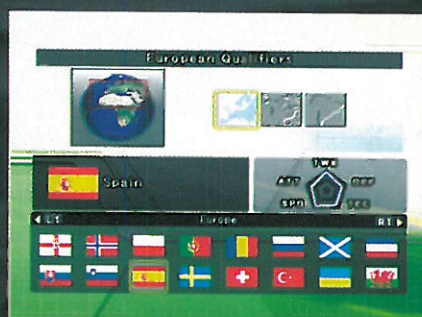 European Qualifiers
Spain
TWK
ATT
DEF
SPD
TEC
L1
Europe
R1